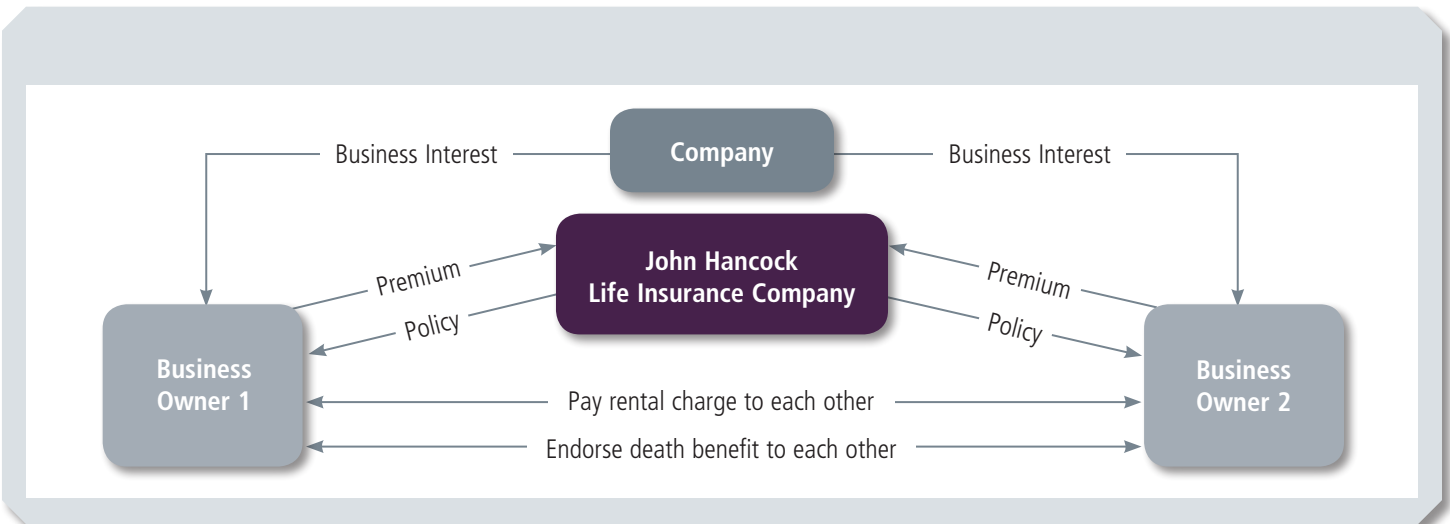 Business Interest
Company
Business Interest
John Hancock
Life Insurance Company
Premium
Policy
Premium
Policy
Business
Owner 1
Business
Owner 2
Pay rental charge to each other
Endorse death benefit to each other